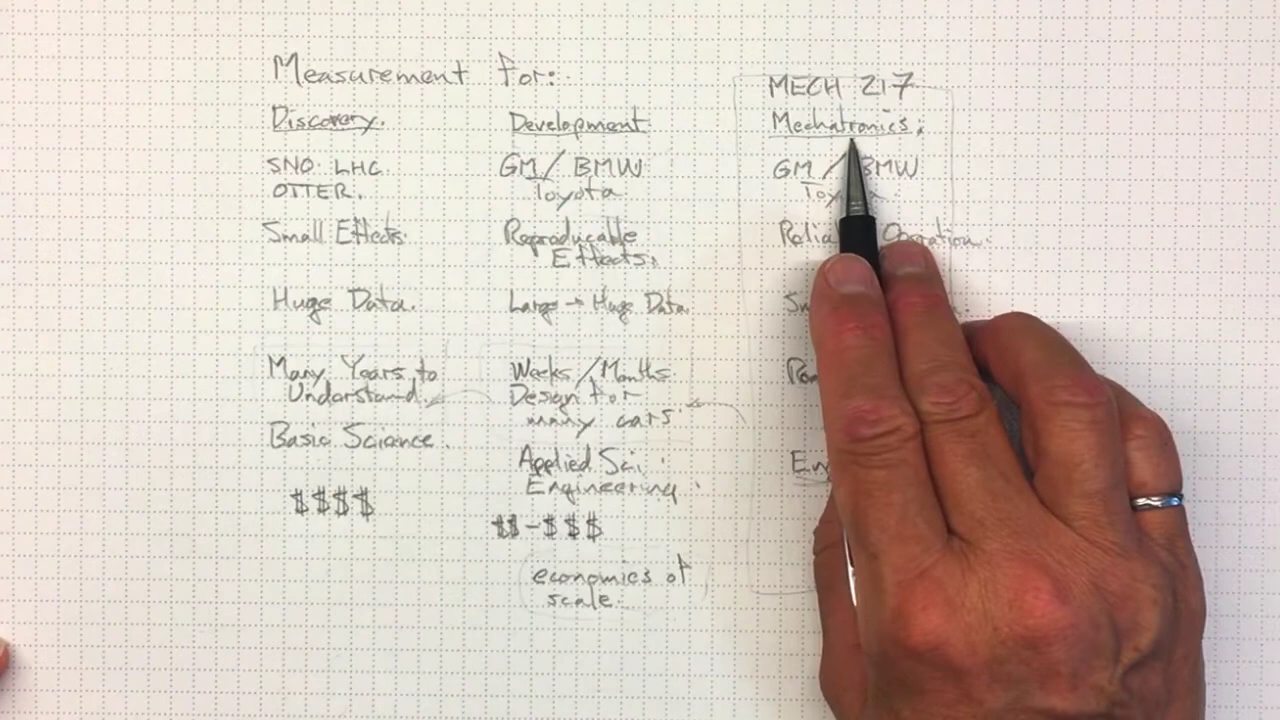 Measurement for:
Discovery.
SNO LHC
OTTER.
Small Effects.
Huge Data.
Many Years to
Understand.
Basic Science.
$$$$
Development
GM / BMW
Toyota
Reproducable
Effects.
Large → Huge Data.
Weeks/Months
Design for
many cars.
Applied Sci.
Engineering.
$$-$$$
economies of
scale.
MECH 217
Mechatronics:
GM / BMW